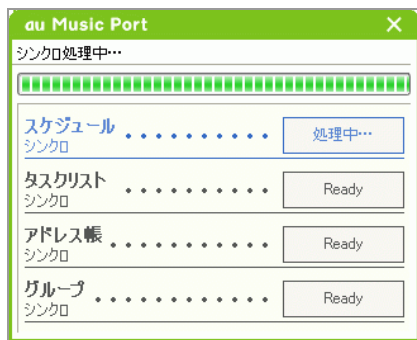 au Music Port
シンクロ処理中…
スケジュール
シンクロ
処理中…
タスクリスト
シンクロ
Ready
アドレス帳
シンクロ
Ready
グループ
シンクロ
Ready